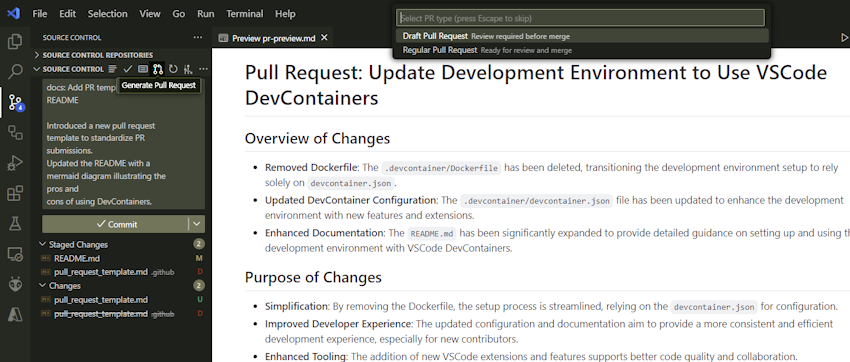 File Edit Selection View Go Run Terminal Help
Select PR type (press Escape to skip)
Draft Pull Request Review required before merge
Regular Pull Request Ready for review and merge
SOURCE CONTROL
SOURCE CONTROL REPOSITORIES
SOURCE CONTROL
Generate Pull Request
docs: Add PR temp
README
Introduced a new pull request
template to standardize PR
submissions.
Updated the README with a
mermaid diagram illustrating the
pros and
cons of using DevContainers,
Commit
Staged Changes 2
README.md M
pull_request_template.md .github D
Changes 2
pull_request_template.md U
pull_request_template.md .github D
4
Preview pr-preview.md
Pull Request: Update Development Environment to Use VSCode
DevContainers
Overview of Changes
• Removed Dockerfile: The .devcontainer/Dockerfile has been deleted, transitioning the development environment setup to rely
solely on devcontainer.json.
• Updated DevContainer Configuration: The .devcontainer/devcontainer.json file has been updated to enhance the development
environment with new features and extensions.
• Enhanced Documentation: The README.md has been significantly expanded to provide detailed guidance on setting up and using th
development environment with VSCode DevContainers.
Purpose of Changes
• Simplification: By removing the Dockerfile, the setup process is streamlined, relying on the devcontainer.json for configuration.
• Improved Developer Experience: The updated configuration and documentation aim to provide a more consistent and efficient
development experience, especially for new contributors.
• Enhanced Tooling: The addition of new VSCode extensions and features supports better code quality and collaboration.